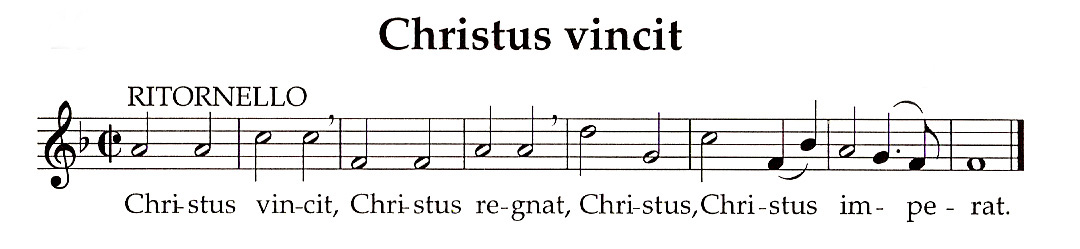 Christus vincit
RITORNELLO
Chri-stus vin-cit, Chri-stus re-gnat, Chri-stus, Chri-stus im- pe - rat.